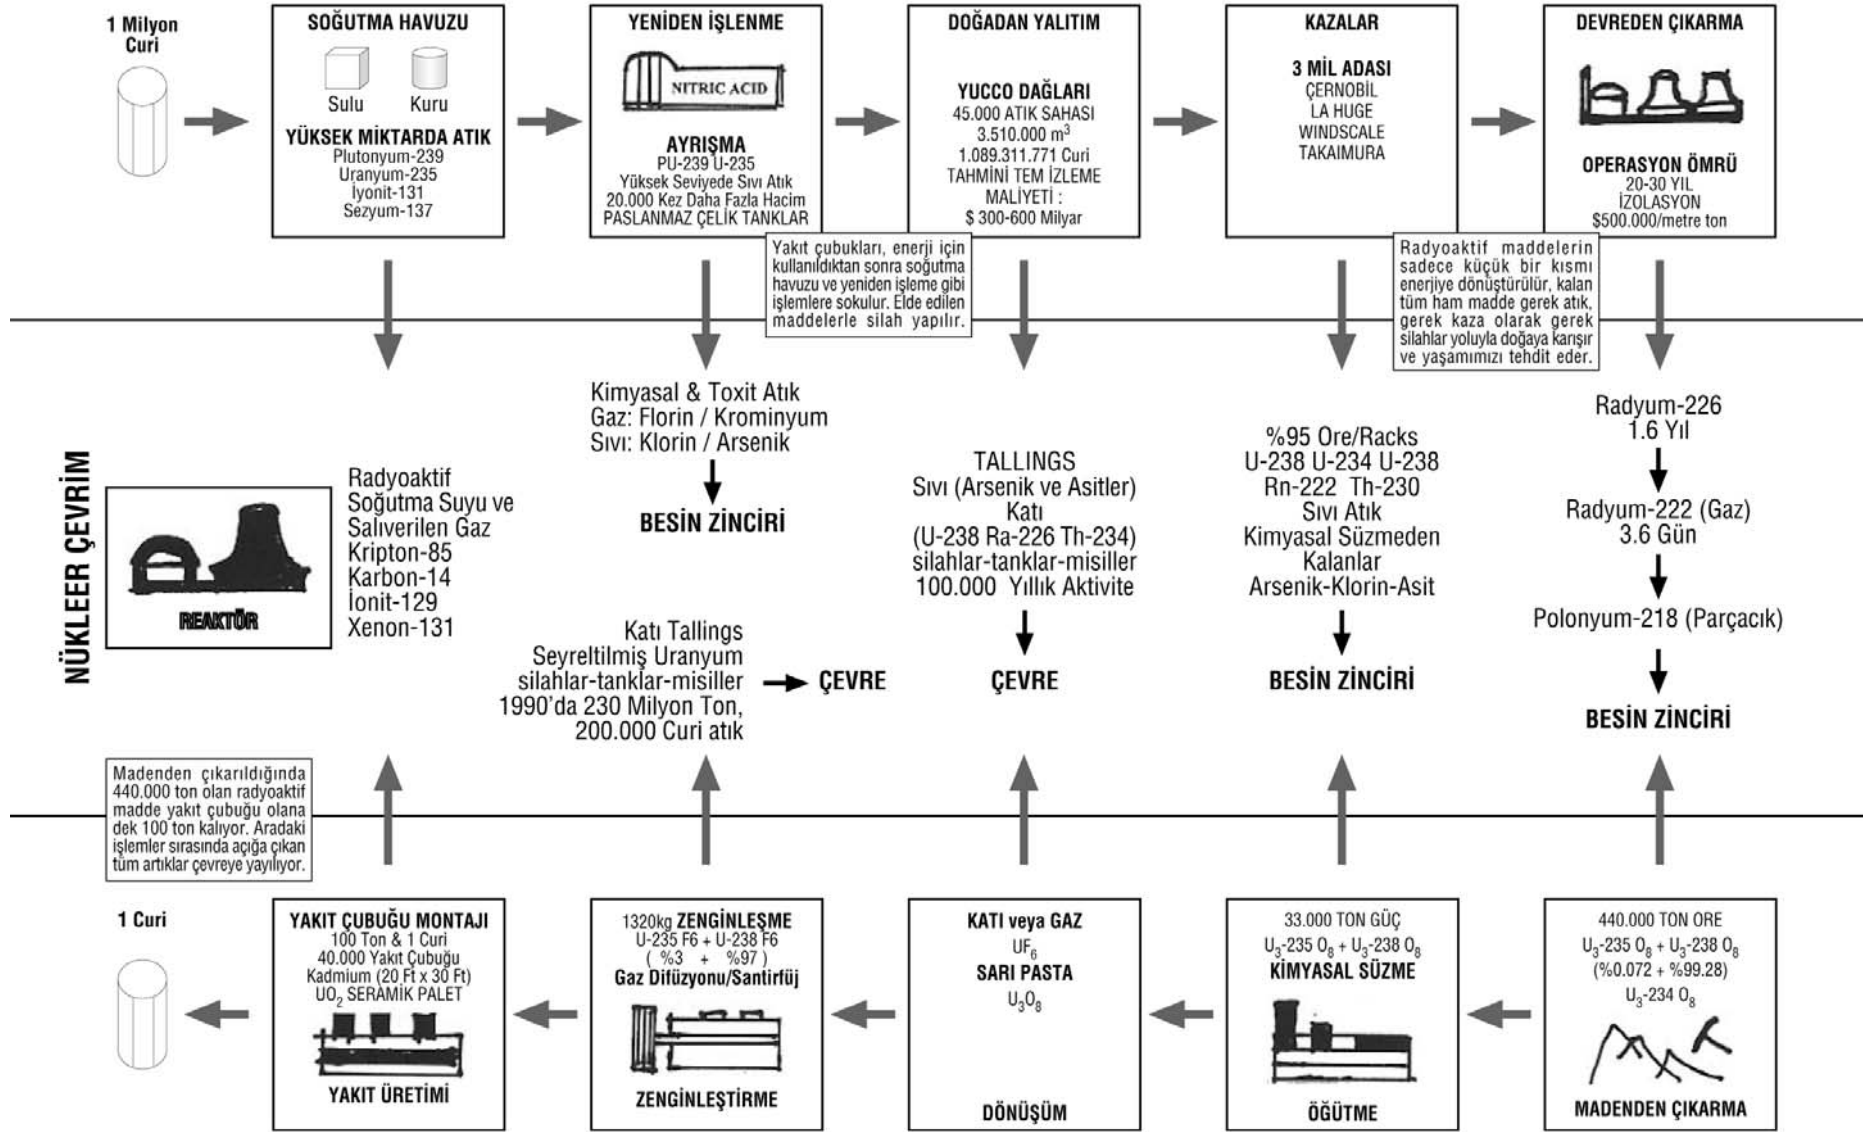 1 Milyon
Curi
SOĞUTMA HAVUZU
Sulu
Kuru
YÜKSEK MİKTARDA ATIK
Plutonyum-239
Uranyum-235
İyonit-131
Sezyum-137
YENİDEN İŞLENME
NITRIC ACID
AYRIŞMA
PU-239 U-235
Yüksek Seviyede Sıvı Atık
20.000 Kez Daha Fazla Hacim
PASLANMAZ ÇELİK TANKLAR
DOĞADAN YALITIM
YUCCO DAĞLARI
45.000 ATIK SAHASI
3.510.000 m³
1.089.311.771 Curi
TAHMİNİ TEM İZLEME
MALİYETİ :
$ 300-600 Milyar
KAZALAR
3 MİL ADASI
ÇERNOBİL
LA HUGE
WINDSCALE
TAKAIMURA
DEVREDEN ÇIKARMA
OPERASYON ÖMRÜ
20-30 YIL
İZOLASYON
$500.000/metre ton
Yakıt çubukları, enerji için
kullanıldıktan sonra soğutma
havuzu ve yeniden işleme gibi
işlemlere sokulur. Elde edilen
maddelerle silah yapılır.
Radyoaktif maddelerin
sadece küçük bir kısmı
enerjiye dönüştürülür, kalan
tüm ham madde gerek atık,
gerek kaza olarak gerek
silahlar yoluyla doğaya karışır
ve yaşamımızı tehdit eder.
NÜKLEER ÇEVRİM
REAKTÖR
Radyoaktif
Soğutma Suyu ve
Salıverilen Gaz
Kripton-85
Karbon-14
İonit-129
Xenon-131
Kimyasal & Toxit Atık
Gaz: Florin / Krominyum
Sıvı: Klorin / Arsenik
BESİN ZİNCİRİ
Katı Tallings
Seyreltilmiş Uranyum
silahlar-tanklar-misiller
1990'da 230 Milyon Ton,
200.000 Curi atık
ÇEVRE
TALLINGS
Sıvı (Arsenik ve Asitler)
Katı
(U-238 Ra-226 Th-234)
silahlar-tanklar-misiller
100.000 Yıllık Aktivite
ÇEVRE
%95 Ore/Racks
U-238 U-234 U-238
Rn-222 Th-230
Sıvı Atık
Kimyasal Süzmeden
Kalanlar
Arsenik-Klorin-Asit
BESİN ZİNCİRİ
Radyum-226
1.6 Yıl
Radyum-222 (Gaz)
3.6 Gün
Polonyum-218 (Parçacık)
BESİN ZİNCİRİ
Madenden çıkarıldığında
440.000 ton olan radyoaktif
madde yakıt çubuğu olana
dek 100 ton kalıyor. Aradaki
işlemler sırasında açığa çıkan
tüm artıklar çevreye yayılıyor.
1 Curi
YAKIT ÇUBUĞU MONTAJI
100 Ton & 1 Curi
40.000 Yakıt Çubuğu
Kadmium (20 Ft x 30 Ft)
UO₂ SERAMİK PALET
YAKIT ÜRETİMİ
1320kg ZENGİNLEŞME
U-235 F6 + U-238 F6
( %3 + %97 )
Gaz Difüzyonu/Santirfüj
ZENGİNLEŞTİRME
KATI veya GAZ
UF₆
SARI PASTA
U₃O₈
DÖNÜŞÜM
33.000 TON GÜÇ
U₃-235 O₈ + U₃-238 O₈
KİMYASAL SÜZME
ÖĞÜTME
440.000 TON ORE
U₃-235 O₈ + U₃-238 O₈
(%0.072 + %99.28)
U₃-234 O₈
MADENDEN ÇIKARMA